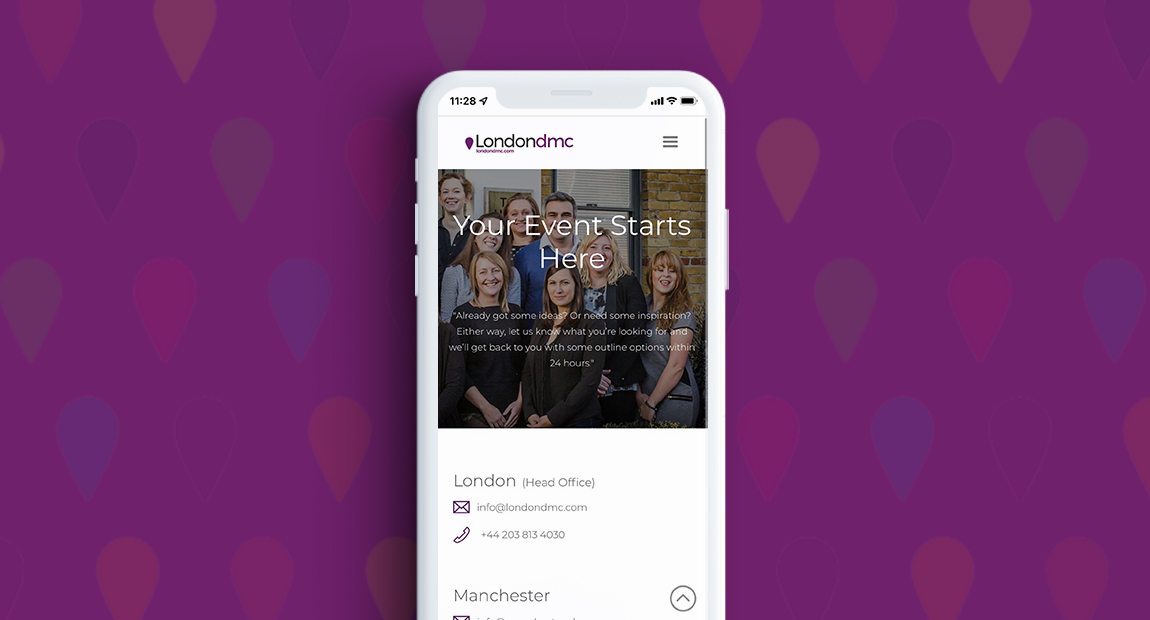 11:28
Londondmc
londondmc.com
Your Event Starts
Here
"Already got some ideas? Or need some inspiration?
Either way, let us know what you're looking for and
we'll get back to you with some outline options within
24 hours."
London (Head Office)
info@londondmc.com
+44 203 813 4030
Manchester